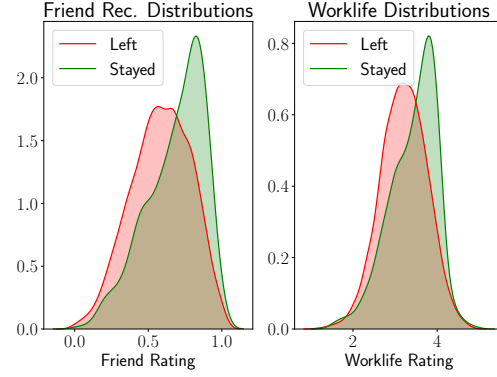 Friend Rec. Distributions
Left
Stayed
2.0
1.5
1.0
0.5
0.0
0.0 0.5 1.0
Friend Rating
Worklife Distributions
Left
Stayed
0.8
0.6
0.4
0.2
0.0
2 4
Worklife Rating